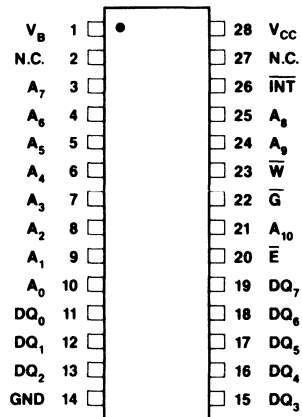 V_B 1 28 V_CC
N.C. 2 27 N.C.
A_7 3 26 I̅N̅T̅
A_6 4 25 A_8
A_5 5 24 A_9
A_4 6 23 W̅
A_3 7 22 G̅
A_2 8 21 A_10
A_1 9 20 E̅
A_0 10 19 DQ_7
DQ_0 11 18 DQ_6
DQ_1 12 17 DQ_5
DQ_2 13 16 DQ_4
GND 14 15 DQ_3